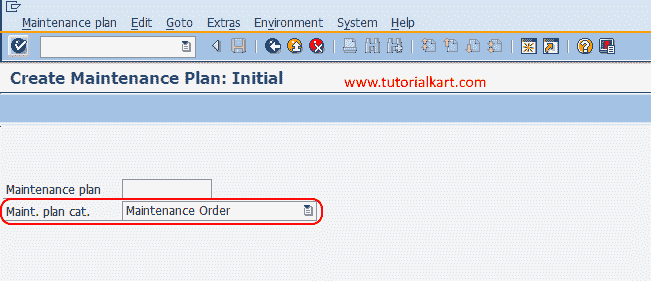 Maintenance plan Edit Goto Extras Environment System Help
Create Maintenance Plan: Initial www.tutorialkart.com
Maintenance plan
Maint. plan cat. Maintenance Order